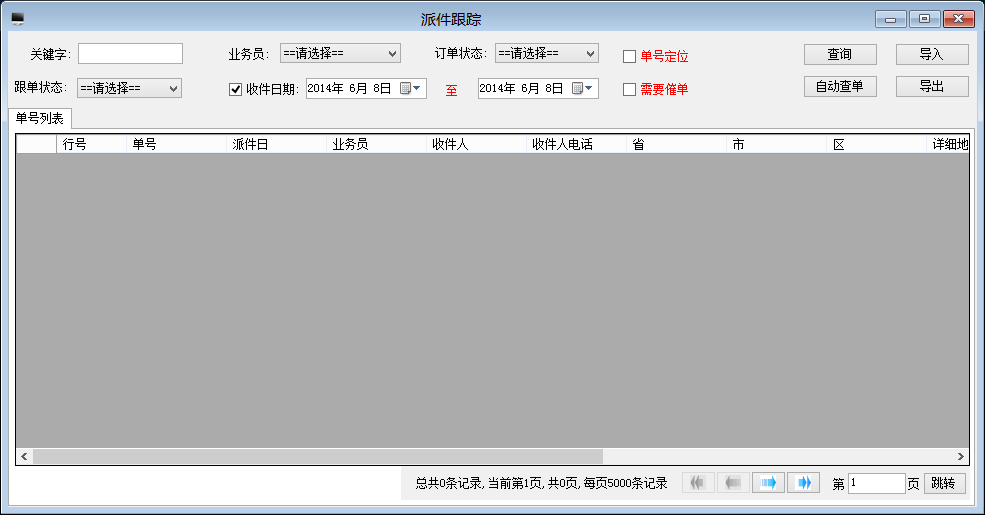 派件跟踪
关键字: 业务员: ==请选择== 订单状态: ==请选择== 单号定位 查询 导入
跟单状态: ==请选择== 收件日期: 2014年 6月 8日 至 2014年 6月 8日 需要催单 自动查单 导出
单号列表
行号 单号 派件日 业务员 收件人 收件人电话 省 市 区 详细地
总共0条记录, 当前第1页, 共0页, 每页5000条记录 第 1 页 跳转